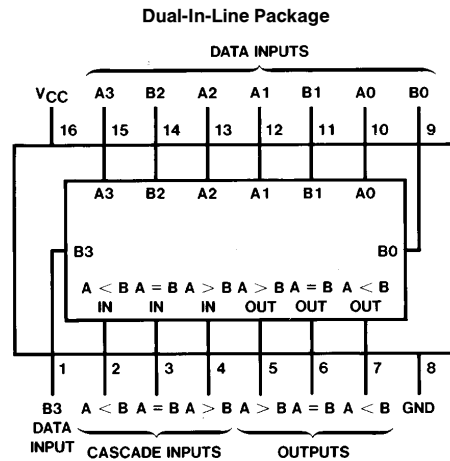 Dual-In-Line Package
DATA INPUTS
VCC A3 B2 A2 A1 B1 A0 B0
16 15 14 13 12 11 10 9
A3 B2 A2 A1 B1 A0
B3 B0
A < B A = B A > B A > B A = B A < B
IN IN IN OUT OUT OUT
1 2 3 4 5 6 7 8
B3 A < B A = B A > B A > B A = B A < B GND
DATA
INPUT CASCADE INPUTS OUTPUTS